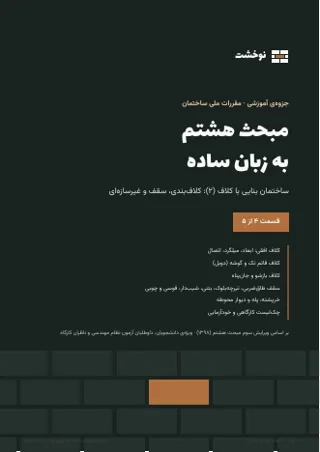 نوخشت
جزوه‌ی آموزشی · مقررات ملی ساختمان
مبحث هشتم
به زبان ساده
ساختمان بنایی با کلاف (۲): کلاف‌بندی، سقف و غیرسازه‌ای
قسمت ۴ از ۵
کلاف افقی: ابعاد، میلگرد، اتصال
کلاف قائم تک و گوشه (دوبل)
کلاف بازشو و جان‌پناه
سقف طاق‌ضربی، تیرچه‌بلوک، بتنی، شیب‌دار، قوسی و چوبی
خرپشته، پله و دیوار محوطه
چک‌لیست کارگاهی و خودآزمایی
بر اساس ویرایش سوم مبحث هشتم (۱۳۹۸) · ویژه‌ی دانشجویان، داوطلبان آزمون نظام مهندسی و ناظران کارگاه